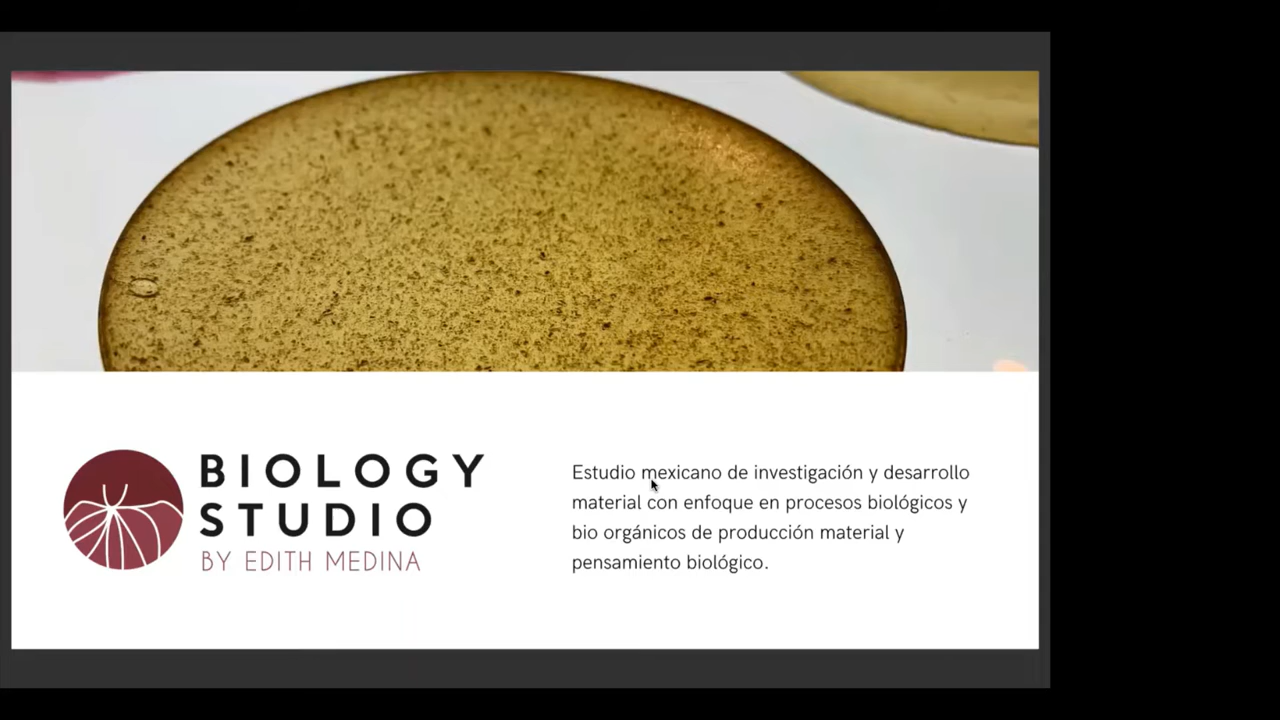 BIOLOGY
STUDIO
BY EDITH MEDINA
Estudio mexicano de investigación y desarrollo
material con enfoque en procesos biológicos y
bio orgánicos de producción material y
pensamiento biológico.